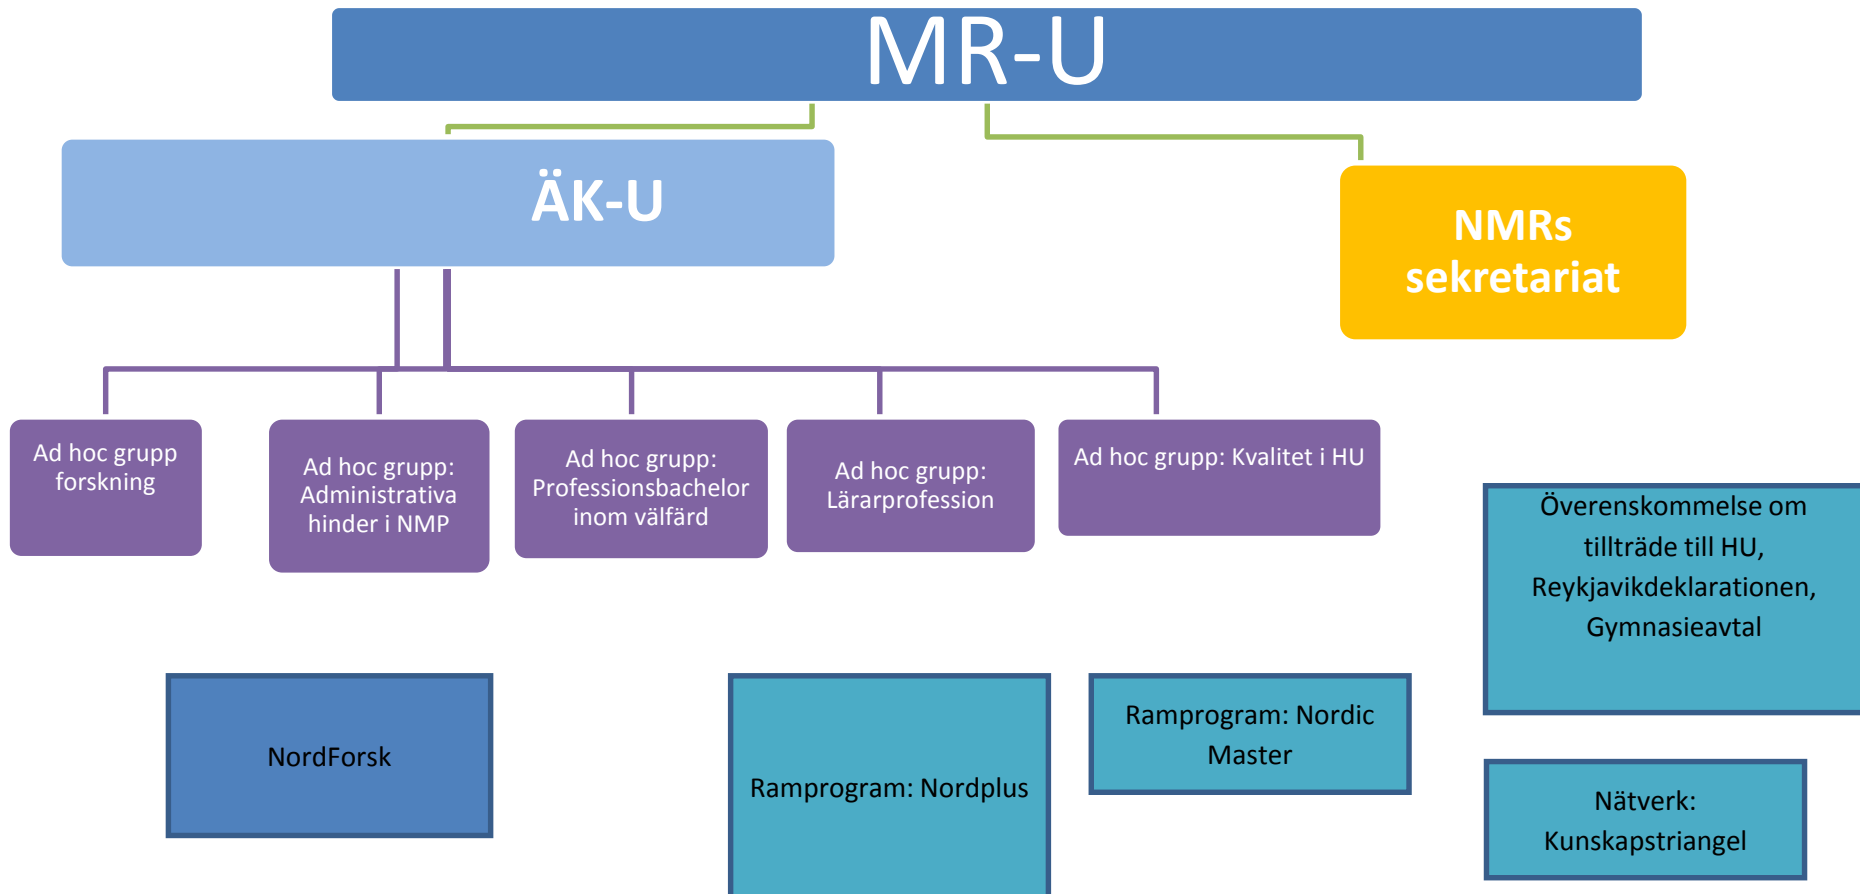 MR-U
ÄK-U
NMRs
sekretariat
Ad hoc grupp
forskning
Ad hoc grupp:
Administrativa
hinder i NMP
Ad hoc grupp:
Professionsbachelor
inom välfärd
Ad hoc grupp:
Lärarprofession
Ad hoc grupp: Kvalitet i HU
Överenskommelse om
tillträde till HU,
Reykjavikdeklarationen,
Gymnasieavtal
NordForsk
Ramprogram: Nordplus
Ramprogram: Nordic
Master
Nätverk:
Kunskapstriangel